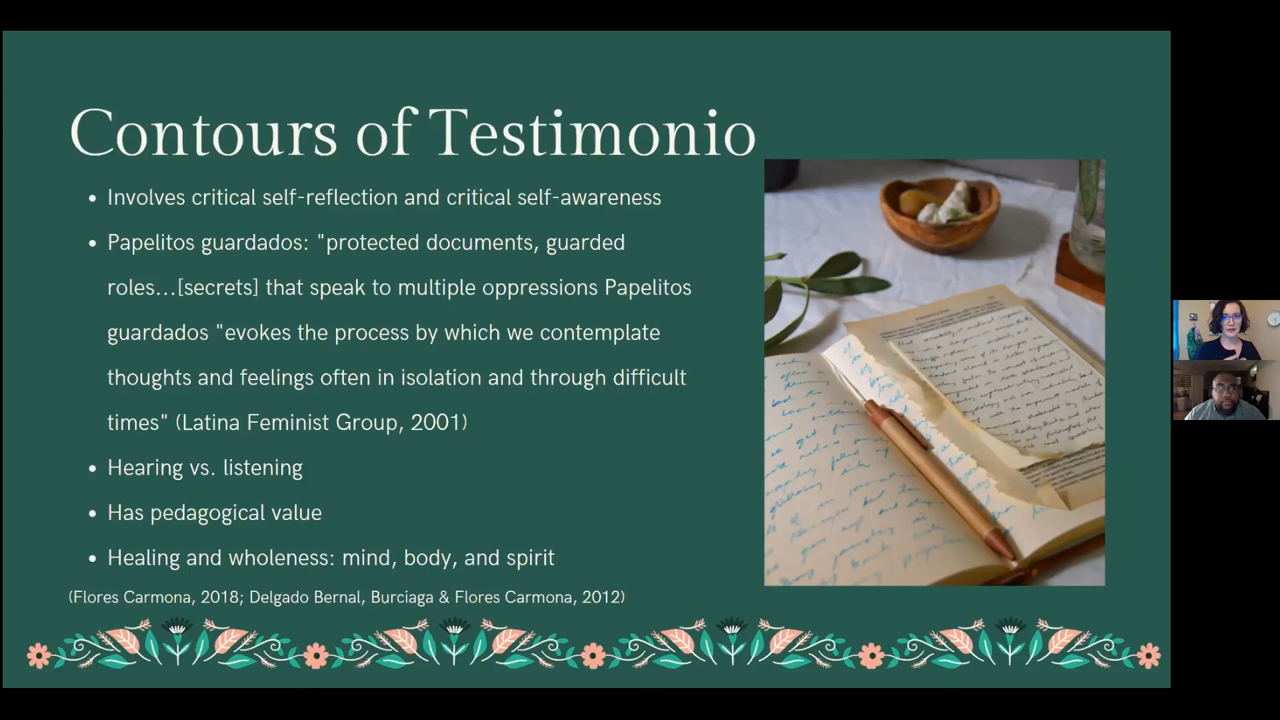 Contours of Testimonio
• Involves critical self-reflection and critical self-awareness
• Papelitos guardados: "protected documents, guarded
roles...[secrets] that speak to multiple oppressions Papelitos
guardados "evokes the process by which we contemplate
thoughts and feelings often in isolation and through difficult
times" (Latina Feminist Group, 2001)
• Hearing vs. listening
• Has pedagogical value
• Healing and wholeness: mind, body, and spirit
(Flores Carmona, 2018; Delgado Bernal, Burciaga & Flores Carmona, 2012)